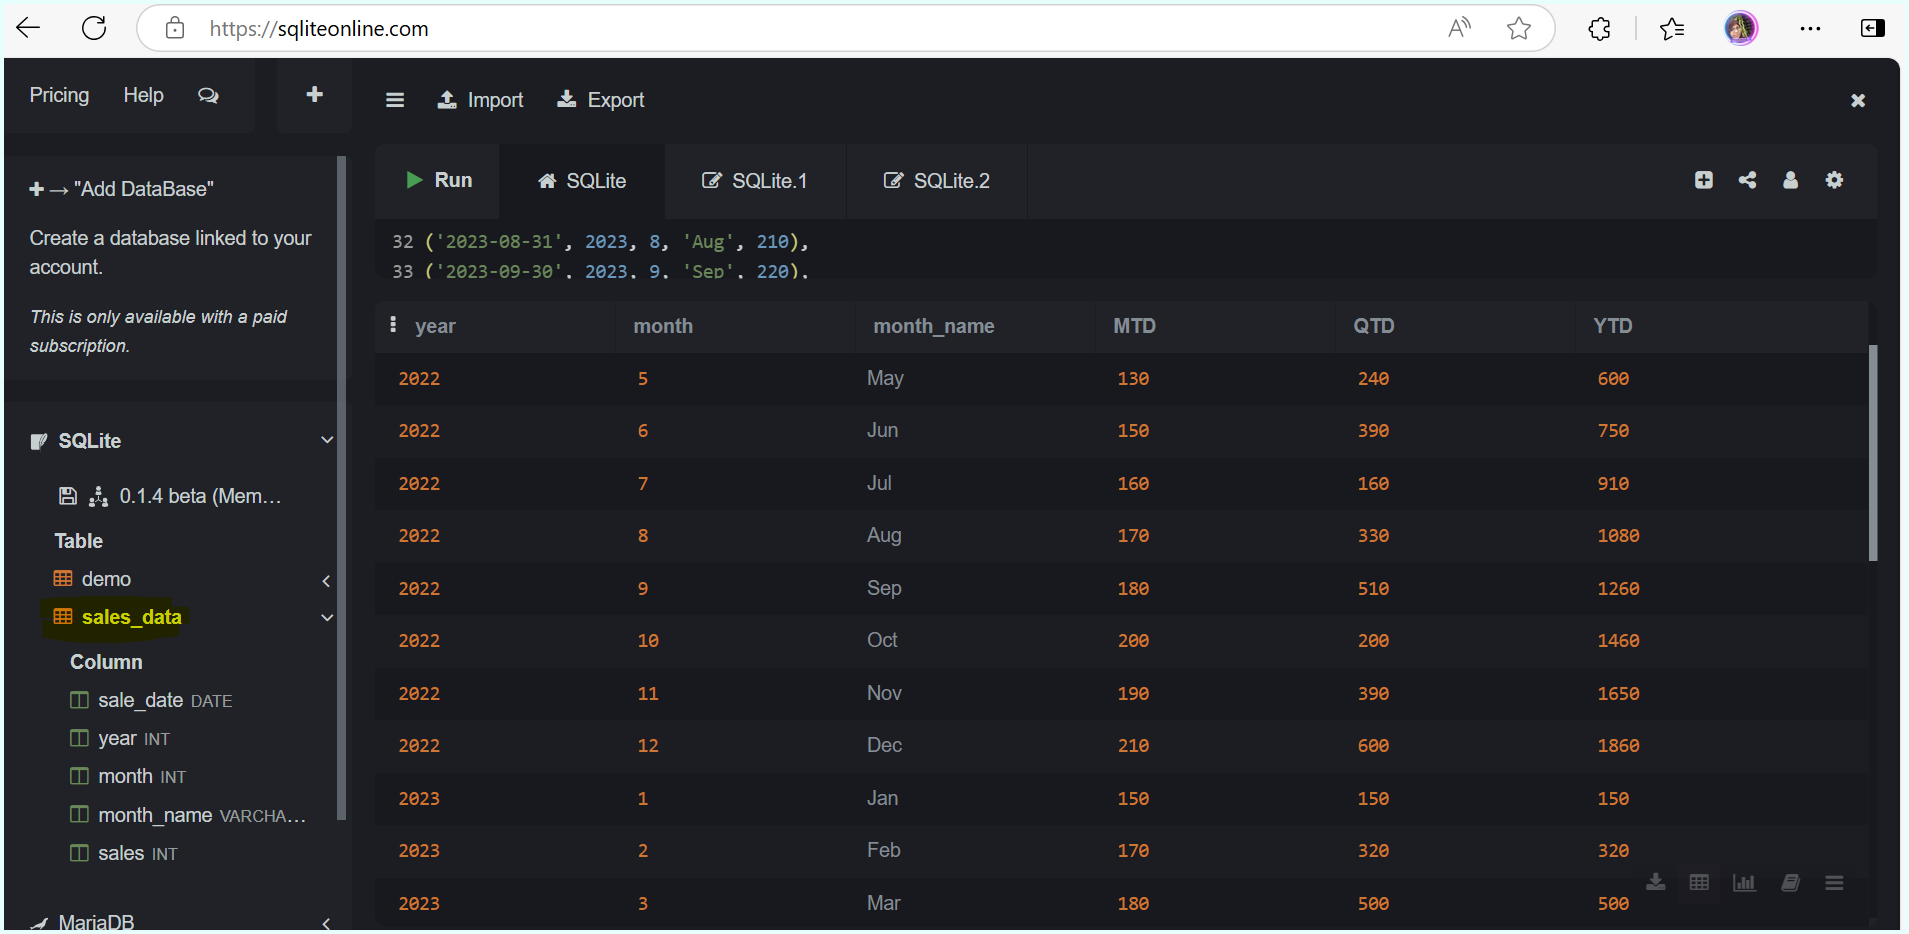 https://sqliteonline.com
Pricing Help
Import Export
+ → "Add DataBase"
Create a database linked to your
account.
This is only available with a paid
subscription.
SQLite
0.1.4 beta (Mem...
Table
demo
sales_data
Column
sale_date DATE
year INT
month INT
month_name VARCHA...
sales INT
MariaDB
Run SQLite SQLite.1 SQLite.2
32 ('2023-08-31', 2023, 8, 'Aug', 210),
33 ('2023-09-30', 2023, 9, 'Sep', 220),
year month month_name MTD QTD YTD
2022 5 May 130 240 600
2022 6 Jun 150 390 750
2022 7 Jul 160 160 910
2022 8 Aug 170 330 1080
2022 9 Sep 180 510 1260
2022 10 Oct 200 200 1460
2022 11 Nov 190 390 1650
2022 12 Dec 210 600 1860
2023 1 Jan 150 150 150
2023 2 Feb 170 320 320
2023 3 Mar 180 500 500